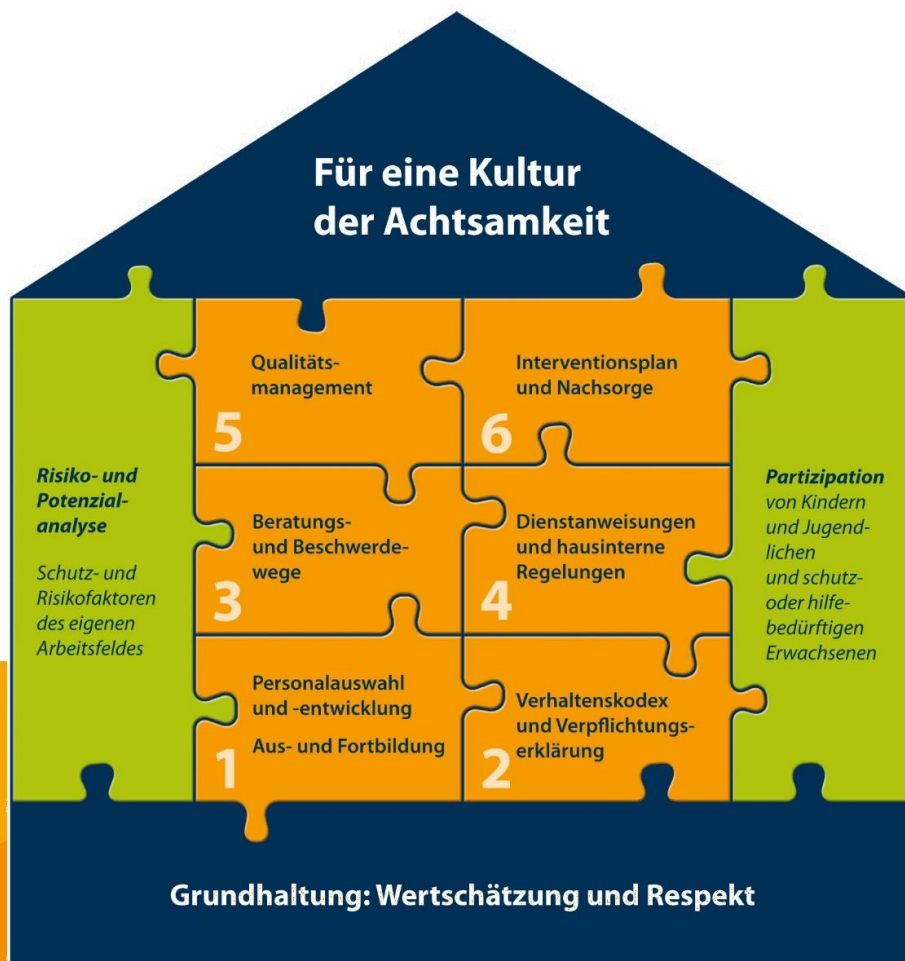 Für eine Kultur
der Achtsamkeit
Risiko- und
Potenzial-
analyse
Schutz- und
Risikofaktoren
des eigenen
Arbeitsfeldes
Qualitäts-
management
5
Interventionsplan
und Nachsorge
6
Beratungs-
und Beschwerde-
wege
3
Dienstanweisungen
und hausinterne
Regelungen
4
Personalauswahl
und -entwicklung
Aus- und Fortbildung
1
Verhaltenskodex
und Verpflichtungs-
erklärung
2
Partizipation
von Kindern
und Jugend-
lichen
und schutz-
oder hilfe-
bedürftigen
Erwachsenen
Grundhaltung: Wertschätzung und Respekt